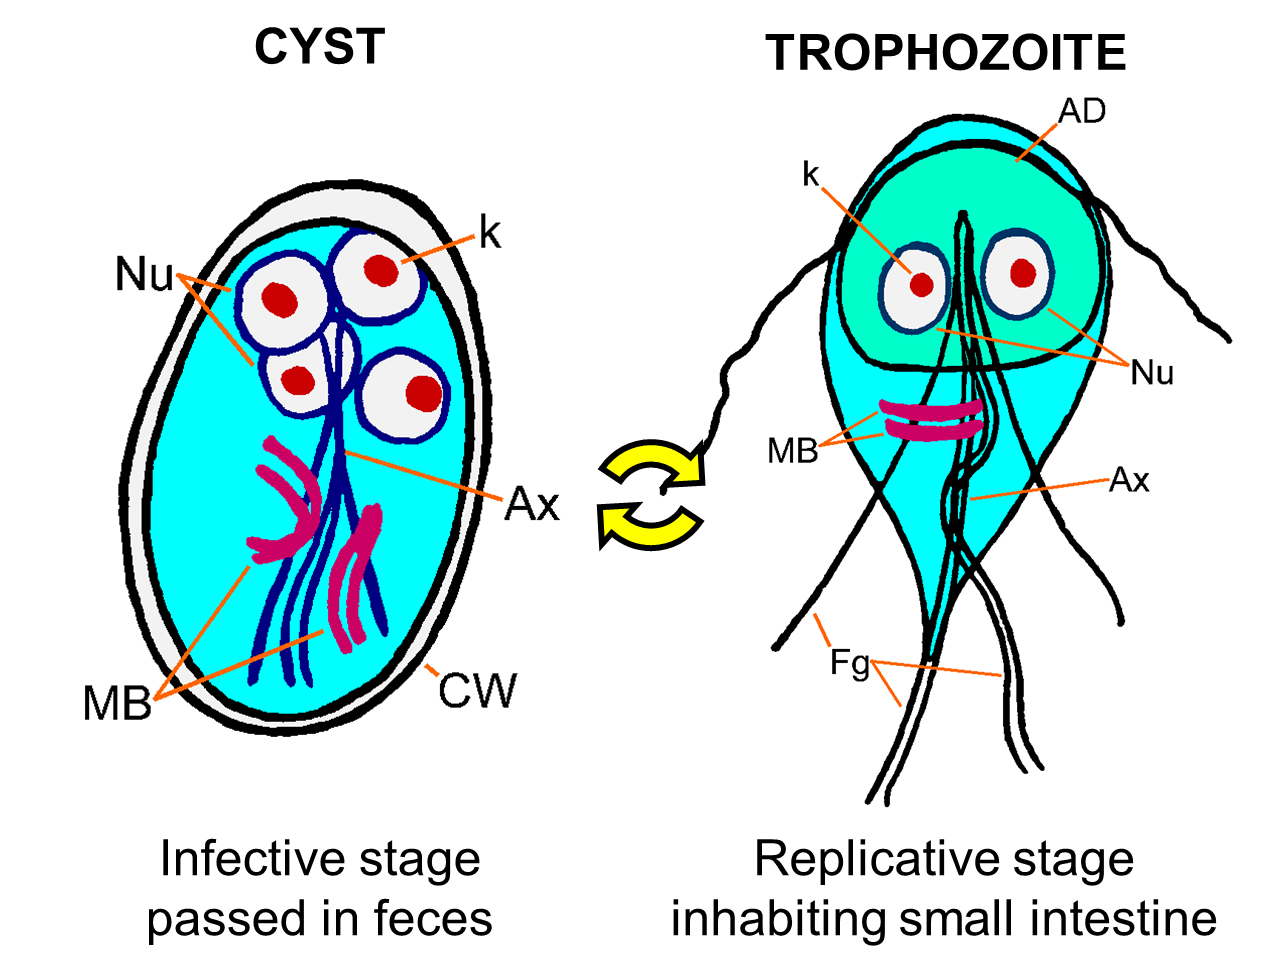 CYST
TROPHOZOITE
AD
k
k
Nu
Nu
MB
Ax
Ax
Fg
MB
CW
Infective stage
passed in feces
Replicative stage
inhabiting small intestine